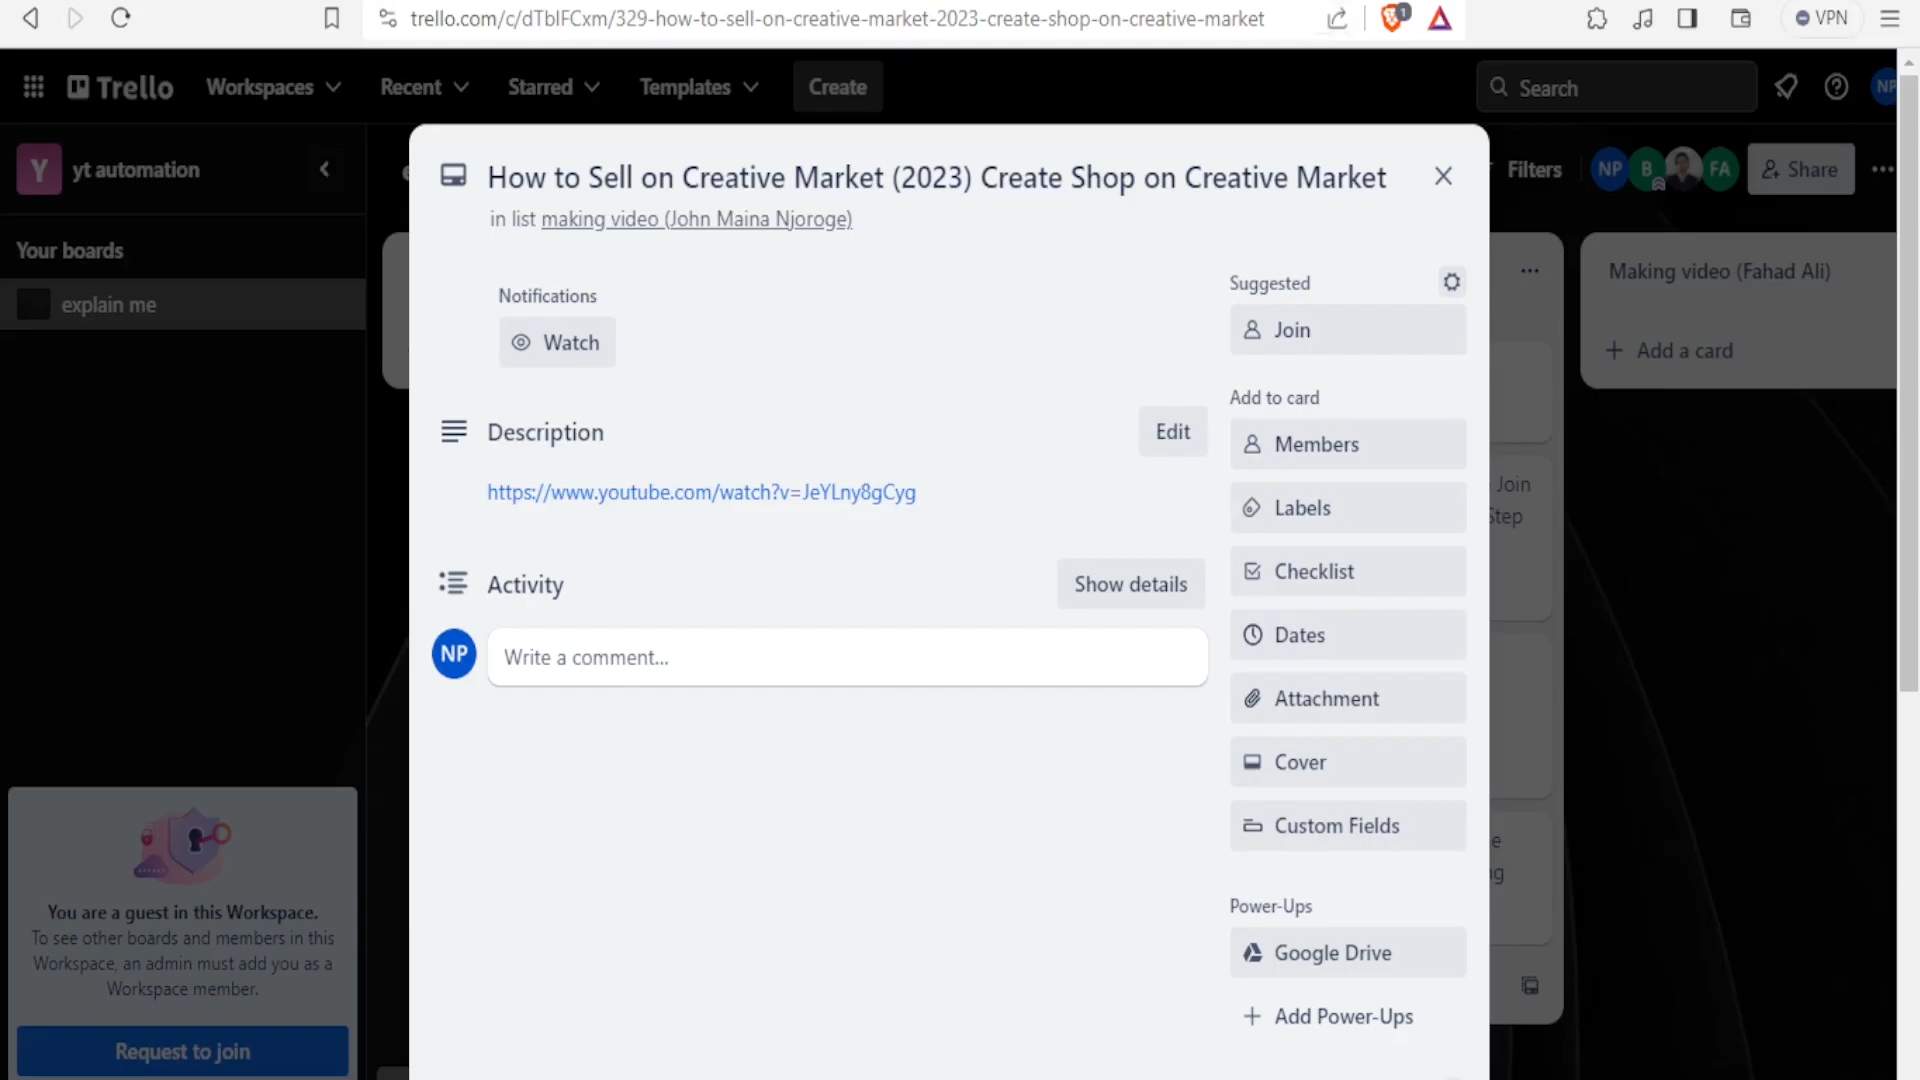 trello.com/c/dTblFCxm/329-how-to-sell-on-creative-market-2023-create-shop-on-creative-market
1
VPN
Trello
Workspaces
Recent
Starred
Templates
Create
Search
NP
Y
yt automation
Filters
NP
B
FA
Share
Your boards
explain me
How to Sell on Creative Market (2023) Create Shop on Creative Market
in list making video (John Maina Njoroge)
Notifications
Watch
Description
Edit
https://www.youtube.com/watch?v=JeYLny8gCyg
Activity
Show details
NP
Write a comment...
Suggested
Join
Add to card
Members
Labels
Checklist
Dates
Attachment
Cover
Custom Fields
Power-Ups
Google Drive
+ Add Power-Ups
Making video (Fahad Ali)
+ Add a card
Join
Step
You are a guest in this Workspace.
To see other boards and members in this
Workspace, an admin must add you as a
Workspace member.
Request to join